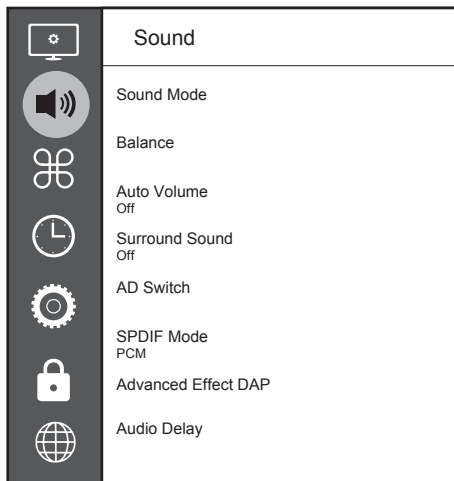 Sound
Sound Mode
Balance
Auto Volume
Off
Surround Sound
Off
AD Switch
SPDIF Mode
PCM
Advanced Effect DAP
Audio Delay